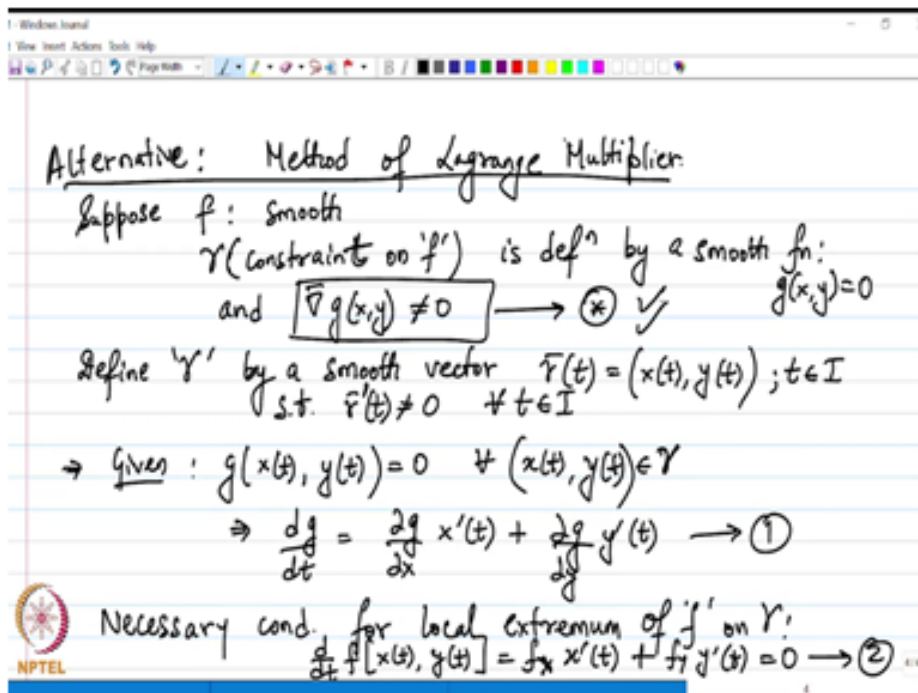 - Windows Journal
View Insert Actions Tools Help
Page Width
B I
Alternative: Method of Lagrange Multiplier.
Suppose f: smooth
γ(constraint on 'f') is defⁿ by a smooth fn:
g(x,y)=0
and ∇̄ g(x,y) ≠ 0 → ⊛ ✓
Define 'γ' by a smooth vector r̄(t) = (x(t), y(t)) ; t∈I
s.t. r̄'(t) ≠ 0 ∀ t∈I
⇒ Given : g(x(t), y(t)) = 0 ∀ (x(t), y(t)) ∈ γ
⇒ dg/dt = ∂g/∂x x'(t) + ∂g/∂y y'(t) → ①
Necessary cond. for local extremum of 'f' on γ:
d/dt f[x(t), y(t)] = fx x'(t) + fy y'(t) = 0 → ②
NPTEL